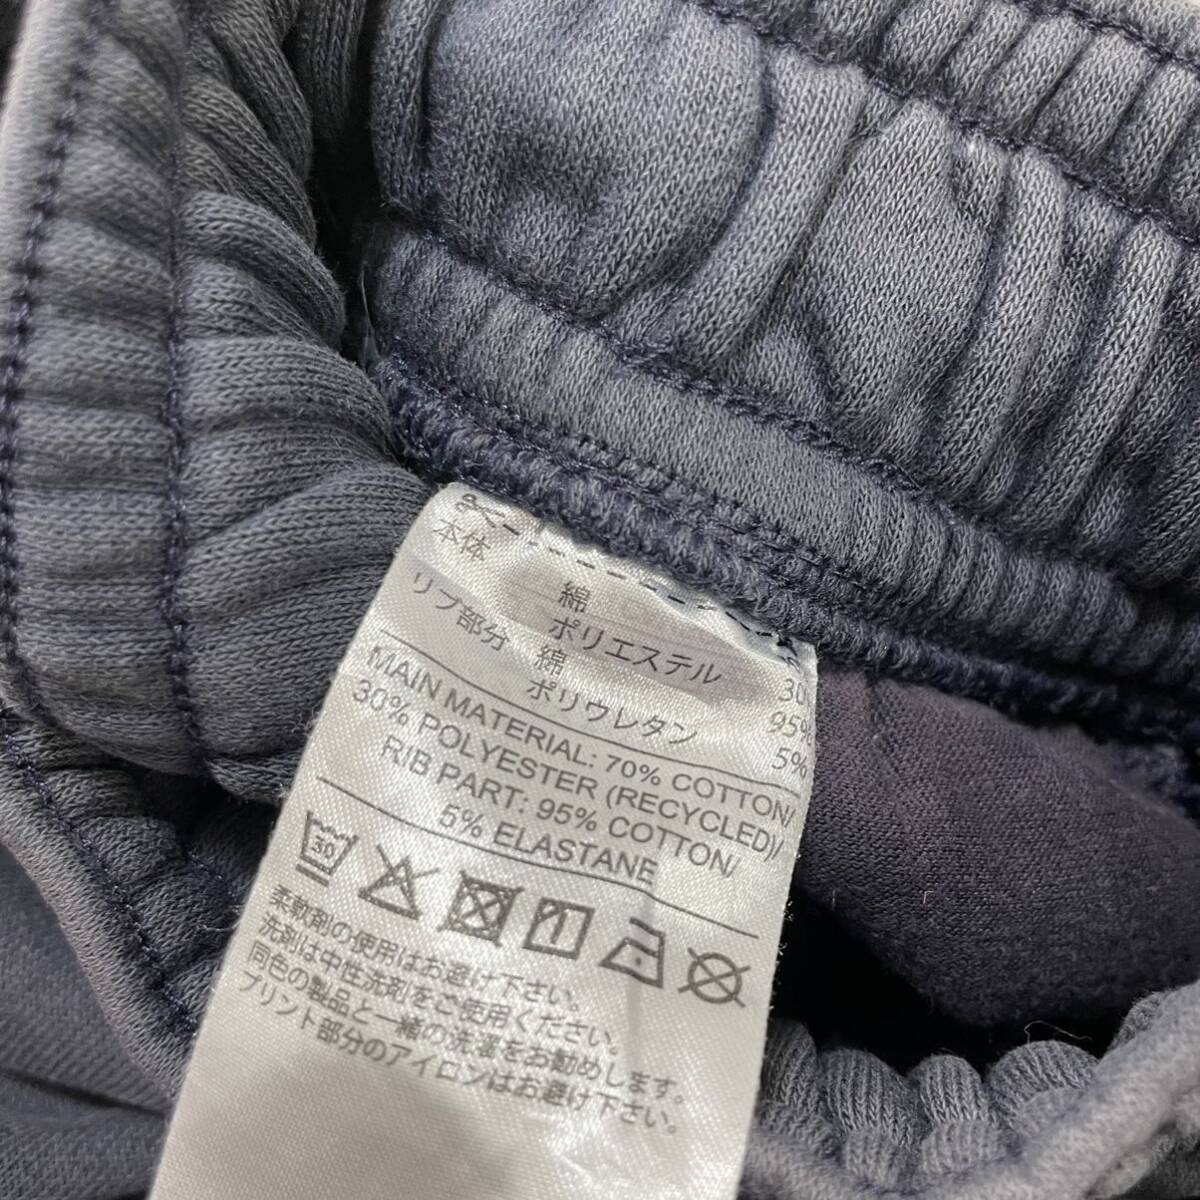 本体 綿
ポリエステル 30
リブ部分 綿 95%
ポリウレタン 5%
MAIN MATERIAL: 70% COTTON/
30% POLYESTER (RECYCLED)/
RIB PART: 95% COTTON/
5% ELASTANE
30
柔軟剤の使用はお避け下さい。
洗剤は中性洗剤をご使用ください。
同色の製品と一緒の洗濯をお勧めします。
プリント部分のアイロンはお避け下さい。